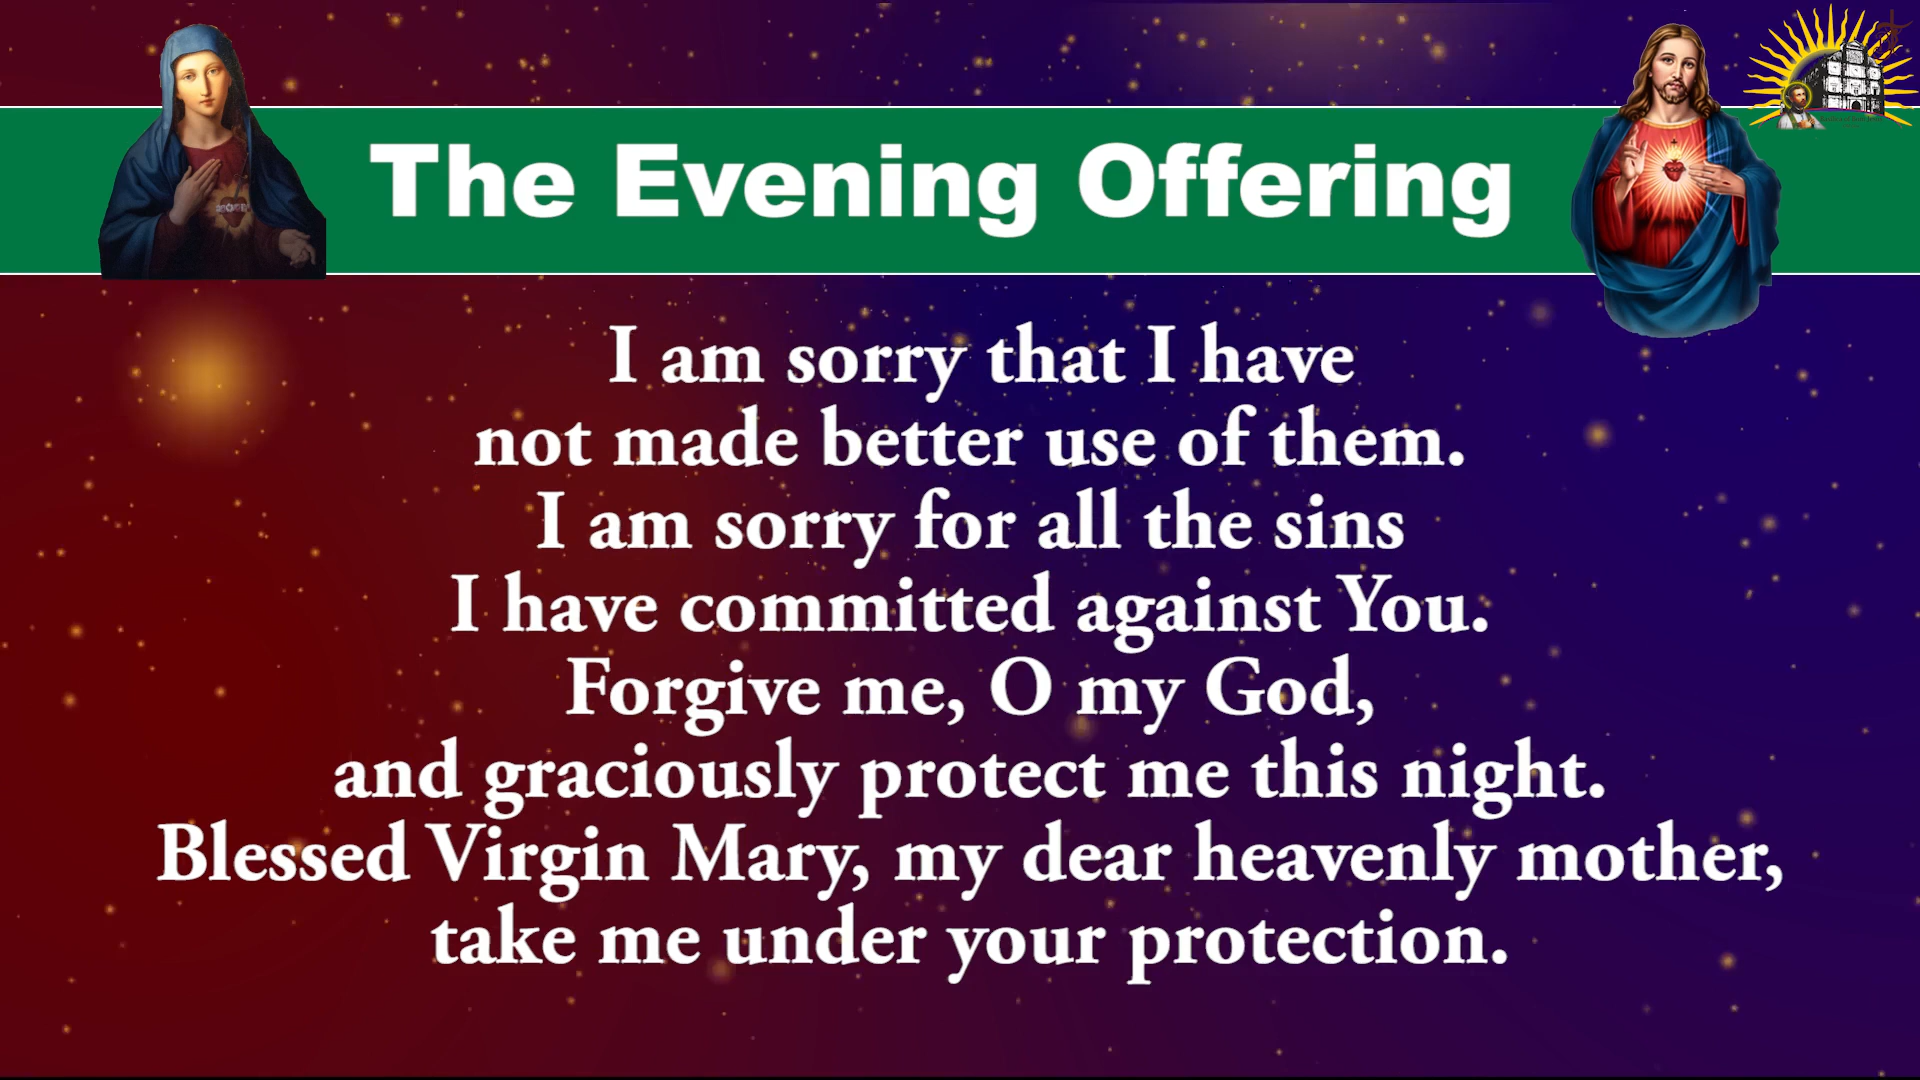 The Evening Offering
I am sorry that I have
not made better use of them.
I am sorry for all the sins
I have committed against You.
Forgive me, O my God,
and graciously protect me this night.
Blessed Virgin Mary, my dear heavenly mother,
take me under your protection.